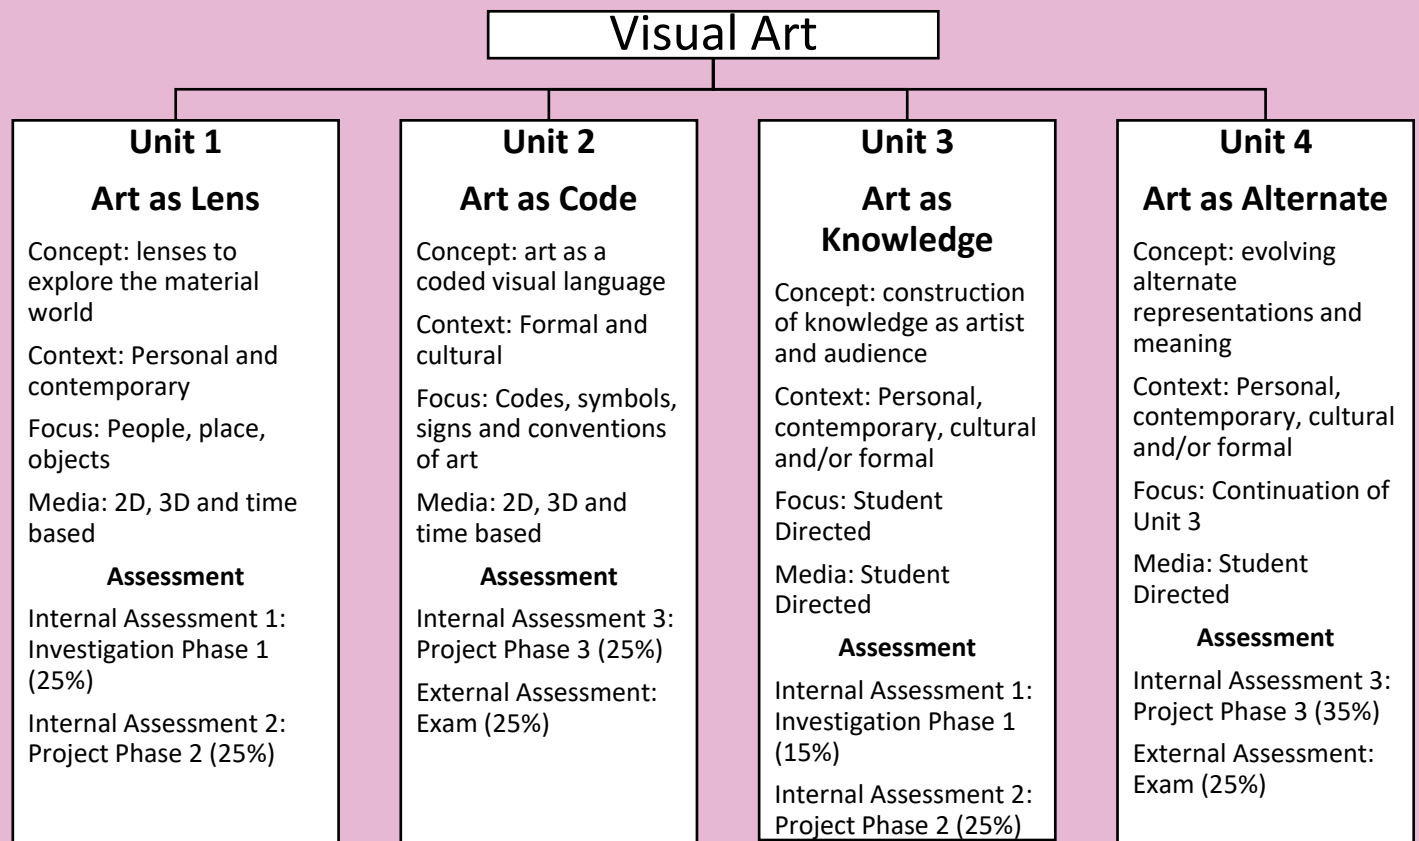 Visual Art
Unit 1
Art as Lens
Concept: lenses to
explore the material
world
Context: Personal and
contemporary
Focus: People, place,
objects
Media: 2D, 3D and time
based
Assessment
Internal Assessment 1:
Investigation Phase 1
(25%)
Internal Assessment 2:
Project Phase 2 (25%)
Unit 2
Art as Code
Concept: art as a
coded visual language
Context: Formal and
cultural
Focus: Codes, symbols,
signs and conventions
of art
Media: 2D, 3D and
time based
Assessment
Internal Assessment 3:
Project Phase 3 (25%)
External Assessment:
Exam (25%)
Unit 3
Art as
Knowledge
Concept: construction
of knowledge as artist
and audience
Context: Personal,
contemporary, cultural
and/or formal
Focus: Student
Directed
Media: Student
Directed
Assessment
Internal Assessment 1:
Investigation Phase 1
(15%)
Internal Assessment 2:
Project Phase 2 (25%)
Unit 4
Art as Alternate
Concept: evolving
alternate
representations and
meaning
Context: Personal,
contemporary, cultural
and/or formal
Focus: Continuation of
Unit 3
Media: Student
Directed
Assessment
Internal Assessment 3:
Project Phase 3 (35%)
External Assessment:
Exam (25%)